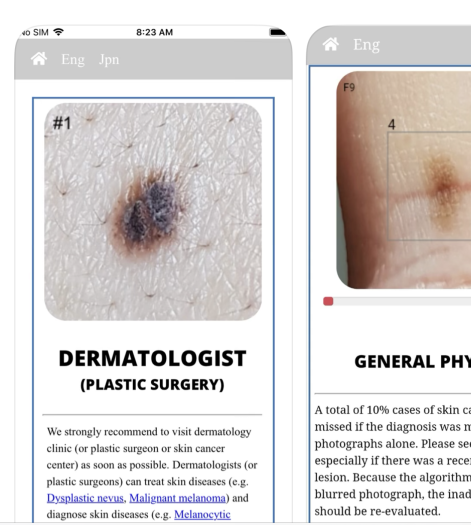 No SIM
8:23 AM
Eng Jpn
#1
DERMATOLOGIST
(PLASTIC SURGERY)
We strongly recommend to visit dermatology
clinic (or plastic surgeon or skin cancer
center) as soon as possible. Dermatologists (or
plastic surgeons) can treat skin diseases (e.g.
Dysplastic nevus, Malignant melanoma) and
diagnose skin diseases (e.g. Melanocytic
Eng
F9
4
GENERAL PHY
A total of 10% cases of skin ca
missed if the diagnosis was m
photographs alone. Please see
especially if there was a recen
lesion. Because the algorithm
blurred photograph, the inad
should be re-evaluated.